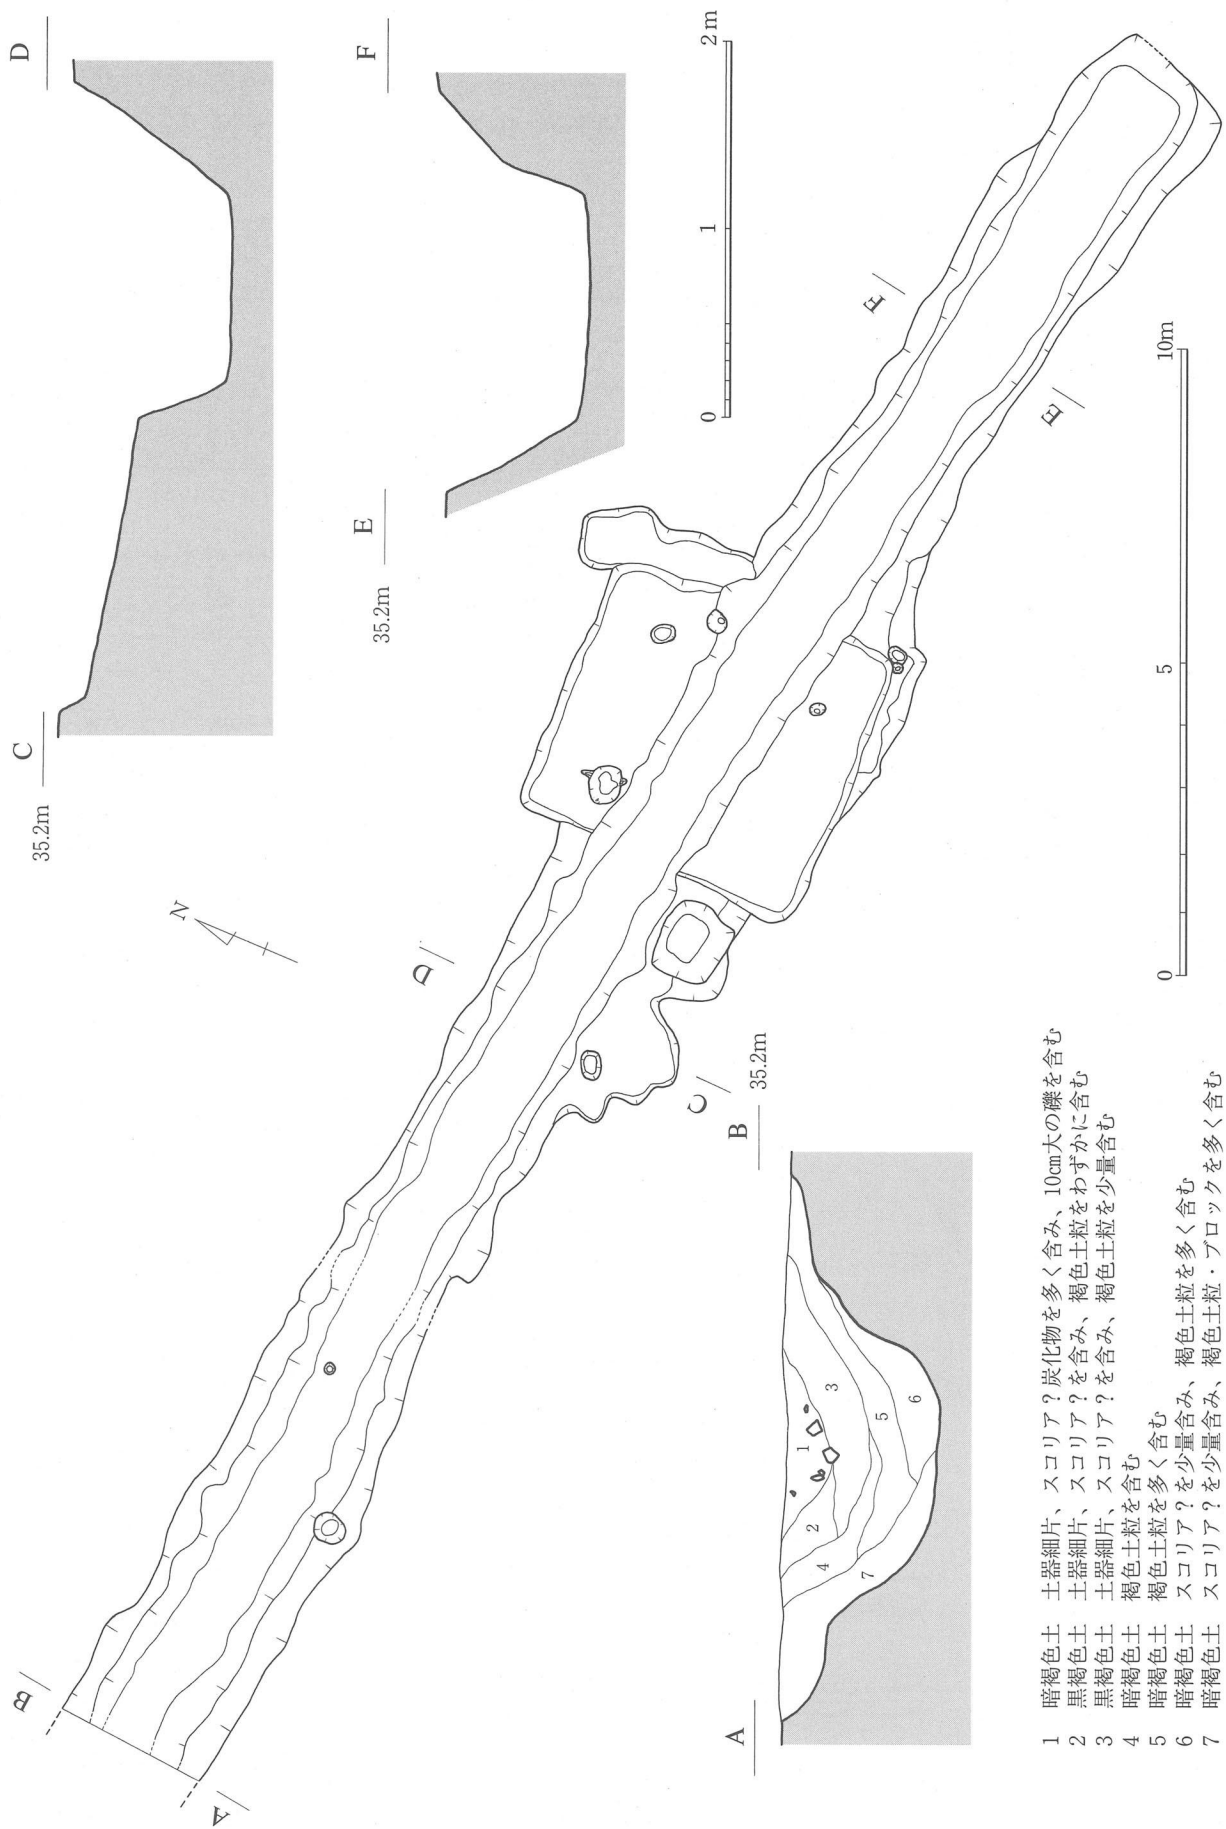 D
F
C
35.2m
E
35.2m
2m
1
0
N
D
F
E
C
B
A
10m
5
0
A
B
35.2m
1
2
3
4
5
6
7
1 暗褐色土 土器細片、スコリア?炭化物を多く含み、10cm大の礫を含む
2 黒褐色土 土器細片、スコリア?を含み、褐色土粒をわずかに含む
3 黒褐色土 土器細片、スコリア?を含み、褐色土粒を少量含む
4 暗褐色土 褐色土粒を含む
5 暗褐色土 褐色土粒を多く含む
6 暗褐色土 スコリア?を少量含み、褐色土粒を多く含む
7 暗褐色土 スコリア?を少量含み、褐色土粒・ブロックを多く含む